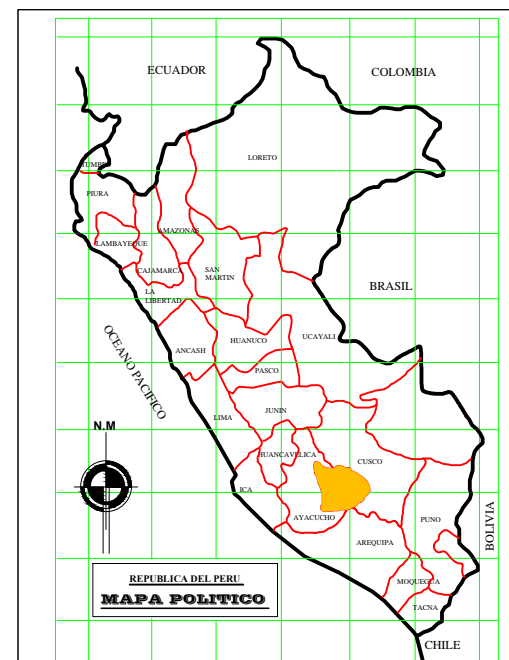 ECUADOR
COLOMBIA
LORETO
TUMBE
PIURA
AMAZONAS
LAMBAYEQUE
CAJAMARCA
SAN
MARTIN
LA
LIBERTAD
BRASIL
OCEANO PACIFICO
ANCASH
HUANUCO
UCAYALI
PASCO
LIMA
JUNIN
N.M
HUANCAVELICA
CUSCO
ICA
AYACUCHO
PUNO
BOLIVIA
AREQUIPA
REPUBLICA DEL PERU
MAPA POLITICO
MOQUEGUA
TACNA
CHILE